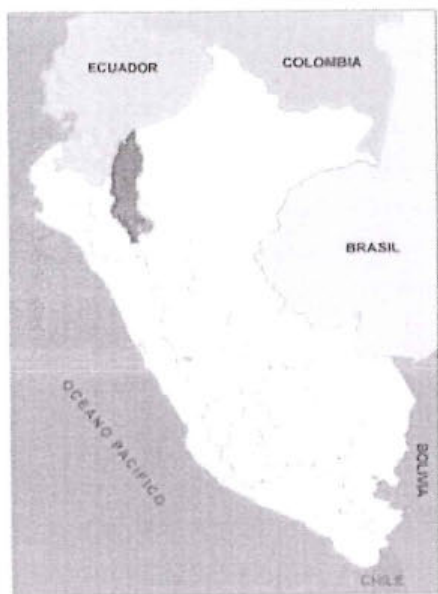 ECUADOR
COLOMBIA
BRASIL
OCEANO PACIFICO
BOLIVIA
CHILE